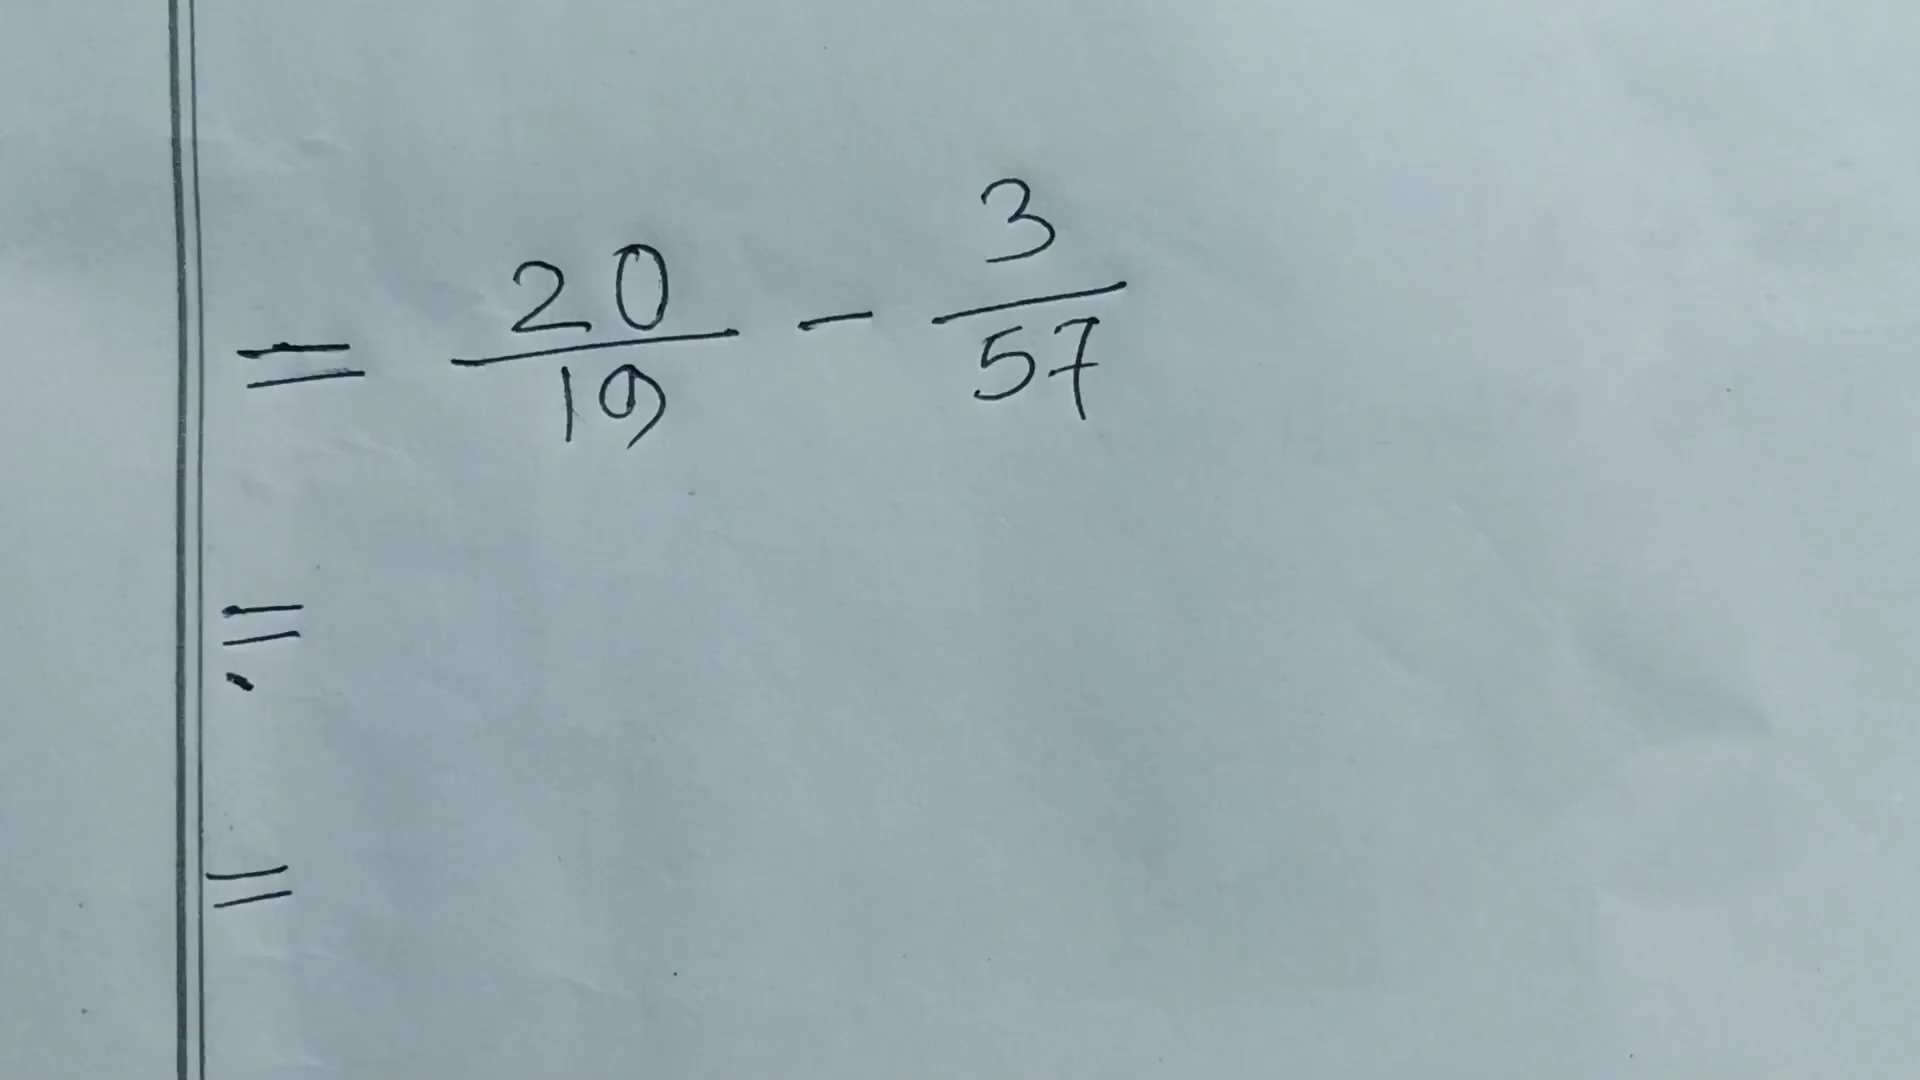 = 20/19 - 3/57
=
=